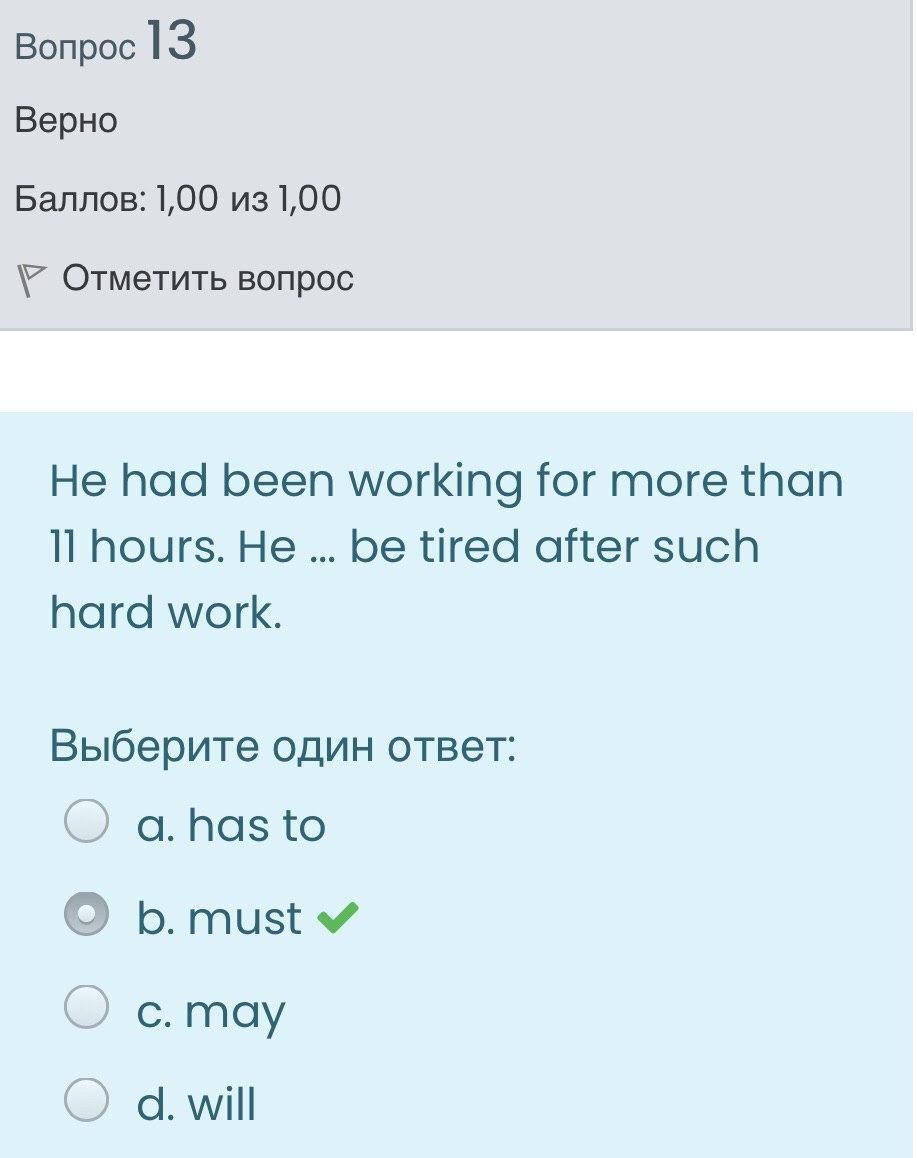 Вопрос 13
Верно
Баллов: 1,00 из 1,00
Отметить вопрос
He had been working for more than
11 hours. He ... be tired after such
hard work.
Выберите один ответ:
a. has to
b. must
c. may
d. will